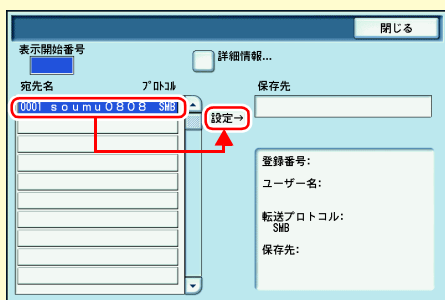 閉じる
表示開始番号
詳細情報...
宛先名 プロトコル
保存先
0001 soumu0808 SMB
設定→
登録番号:
ユーザー名:
転送プロトコル:
SMB
保存先: